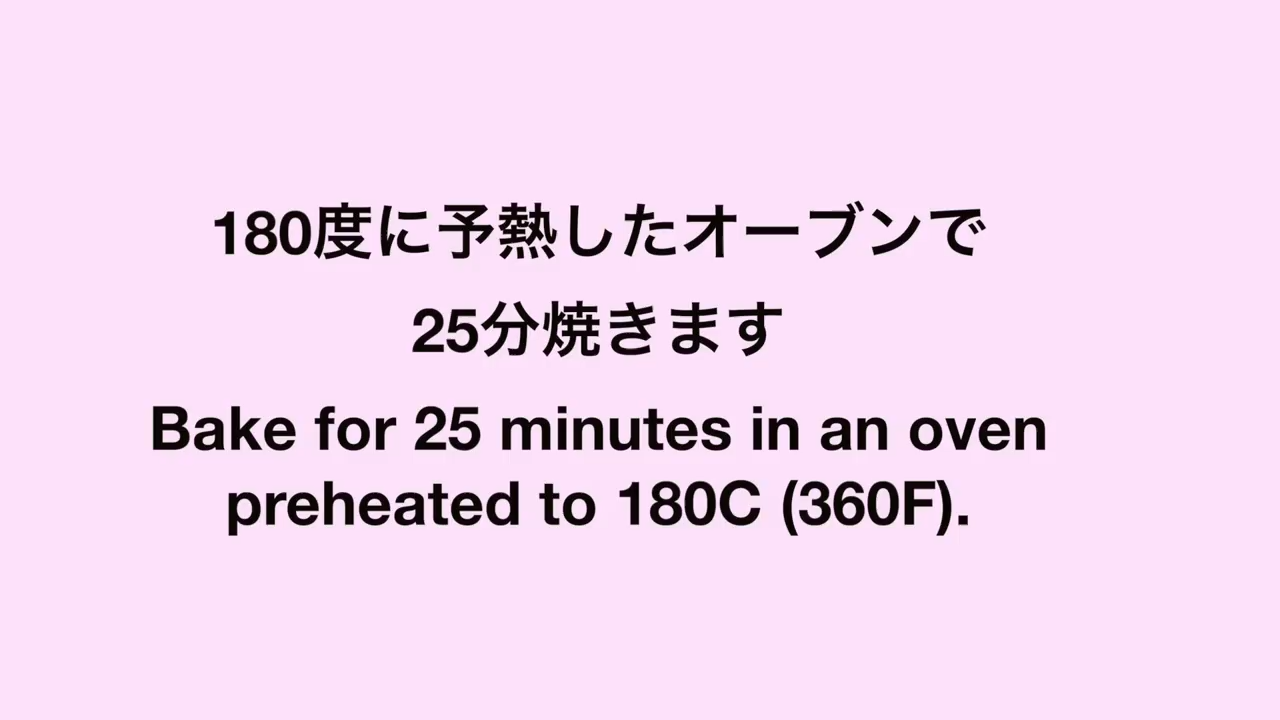 180度に予熱したオーブンで
25分焼きます
Bake for 25 minutes in an oven
preheated to 180C (360F).